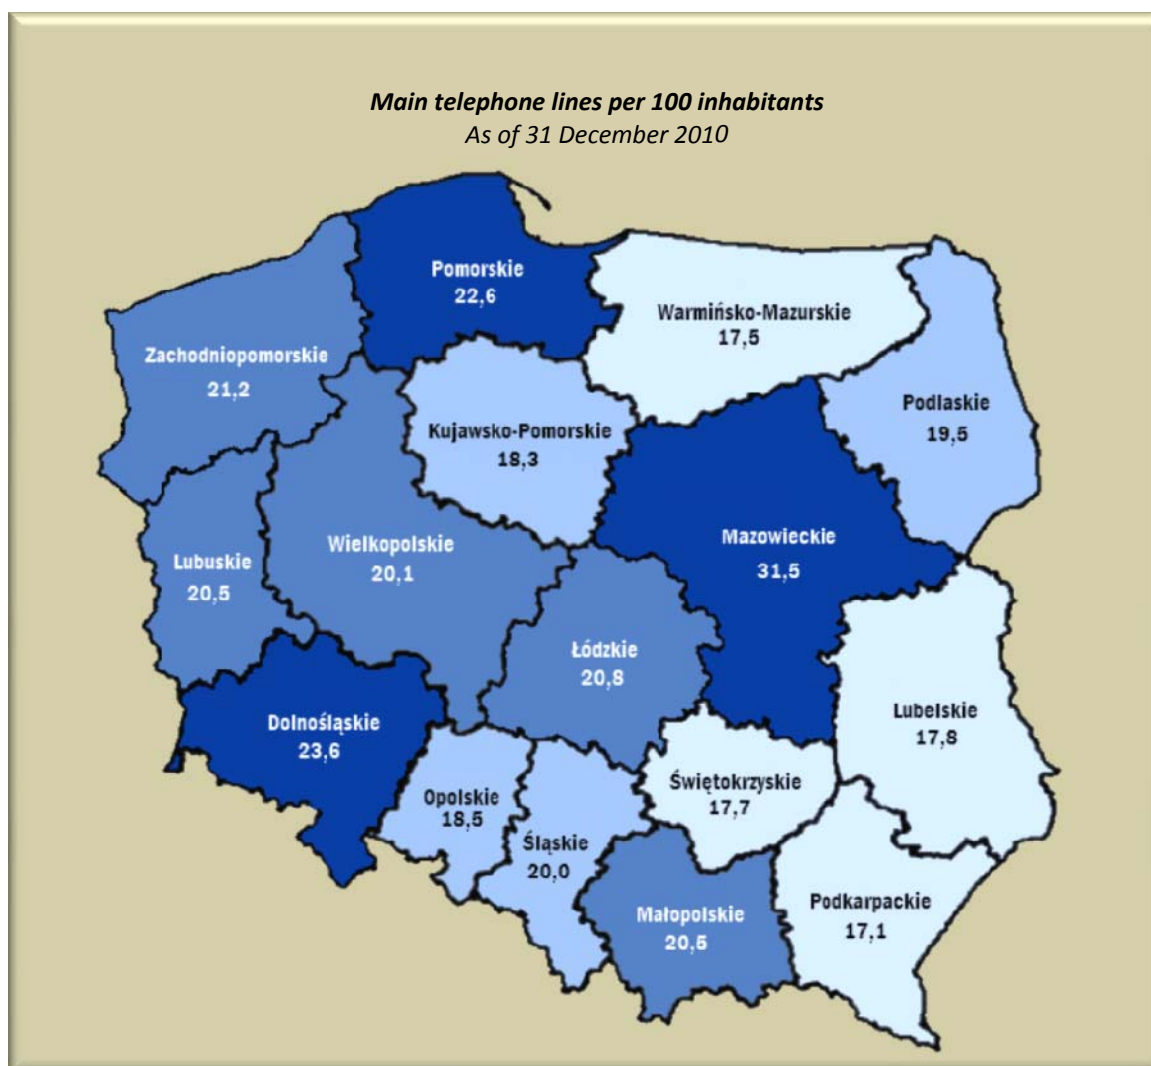 Main telephone lines per 100 inhabitants
As of 31 December 2010
Pomorskie
22,6
Warmińsko-Mazurskie
17,5
Zachodniopomorskie
21,2
Podlaskie
19,5
Kujawsko-Pomorskie
18,3
Mazowieckie
31,5
Wielkopolskie
20,1
Lubuskie
20,5
Łódzkie
20,8
Lubelskie
17,8
Dolnośląskie
23,6
Świętokrzyskie
17,7
Opolskie
18,5
Śląskie
20,0
Podkarpackie
17,1
Małopolskie
20,5